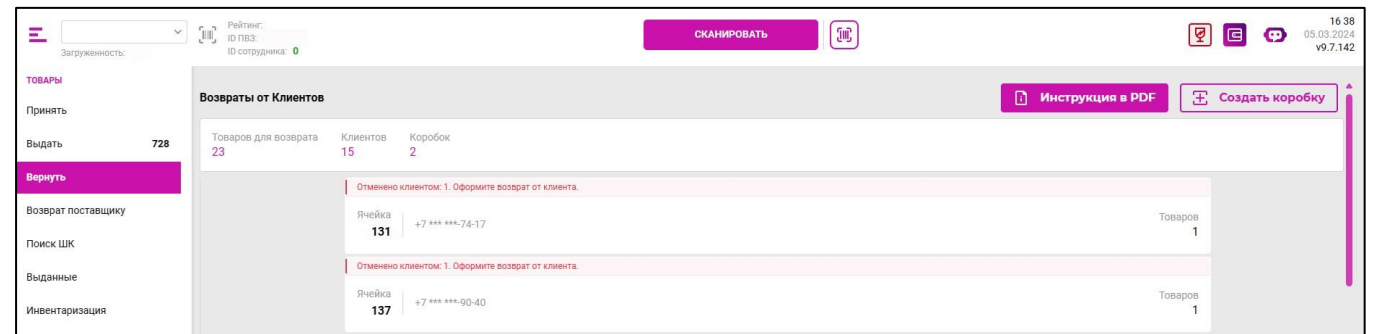 Загруженность:
Рейтинг:
ID ПВЗ:
ID сотрудника: 0
СКАНИРОВАТЬ
16 38
05.03.2024
v9.7.142
ТОВАРЫ
Принять
Выдать 728
Вернуть
Возврат поставщику
Поиск ШК
Выданные
Инвентаризация
Возвраты от Клиентов
Инструкция в PDF
Создать коробку
Товаров для возврата Клиентов Коробок
23 15 2
Отменено клиентом: 1. Оформите возврат от клиента.
Ячейка
131
+7 *** ***-74-17
Товаров
1
Отменено клиентом: 1. Оформите возврат от клиента.
Ячейка
137
+7 *** ***-90-40
Товаров
1